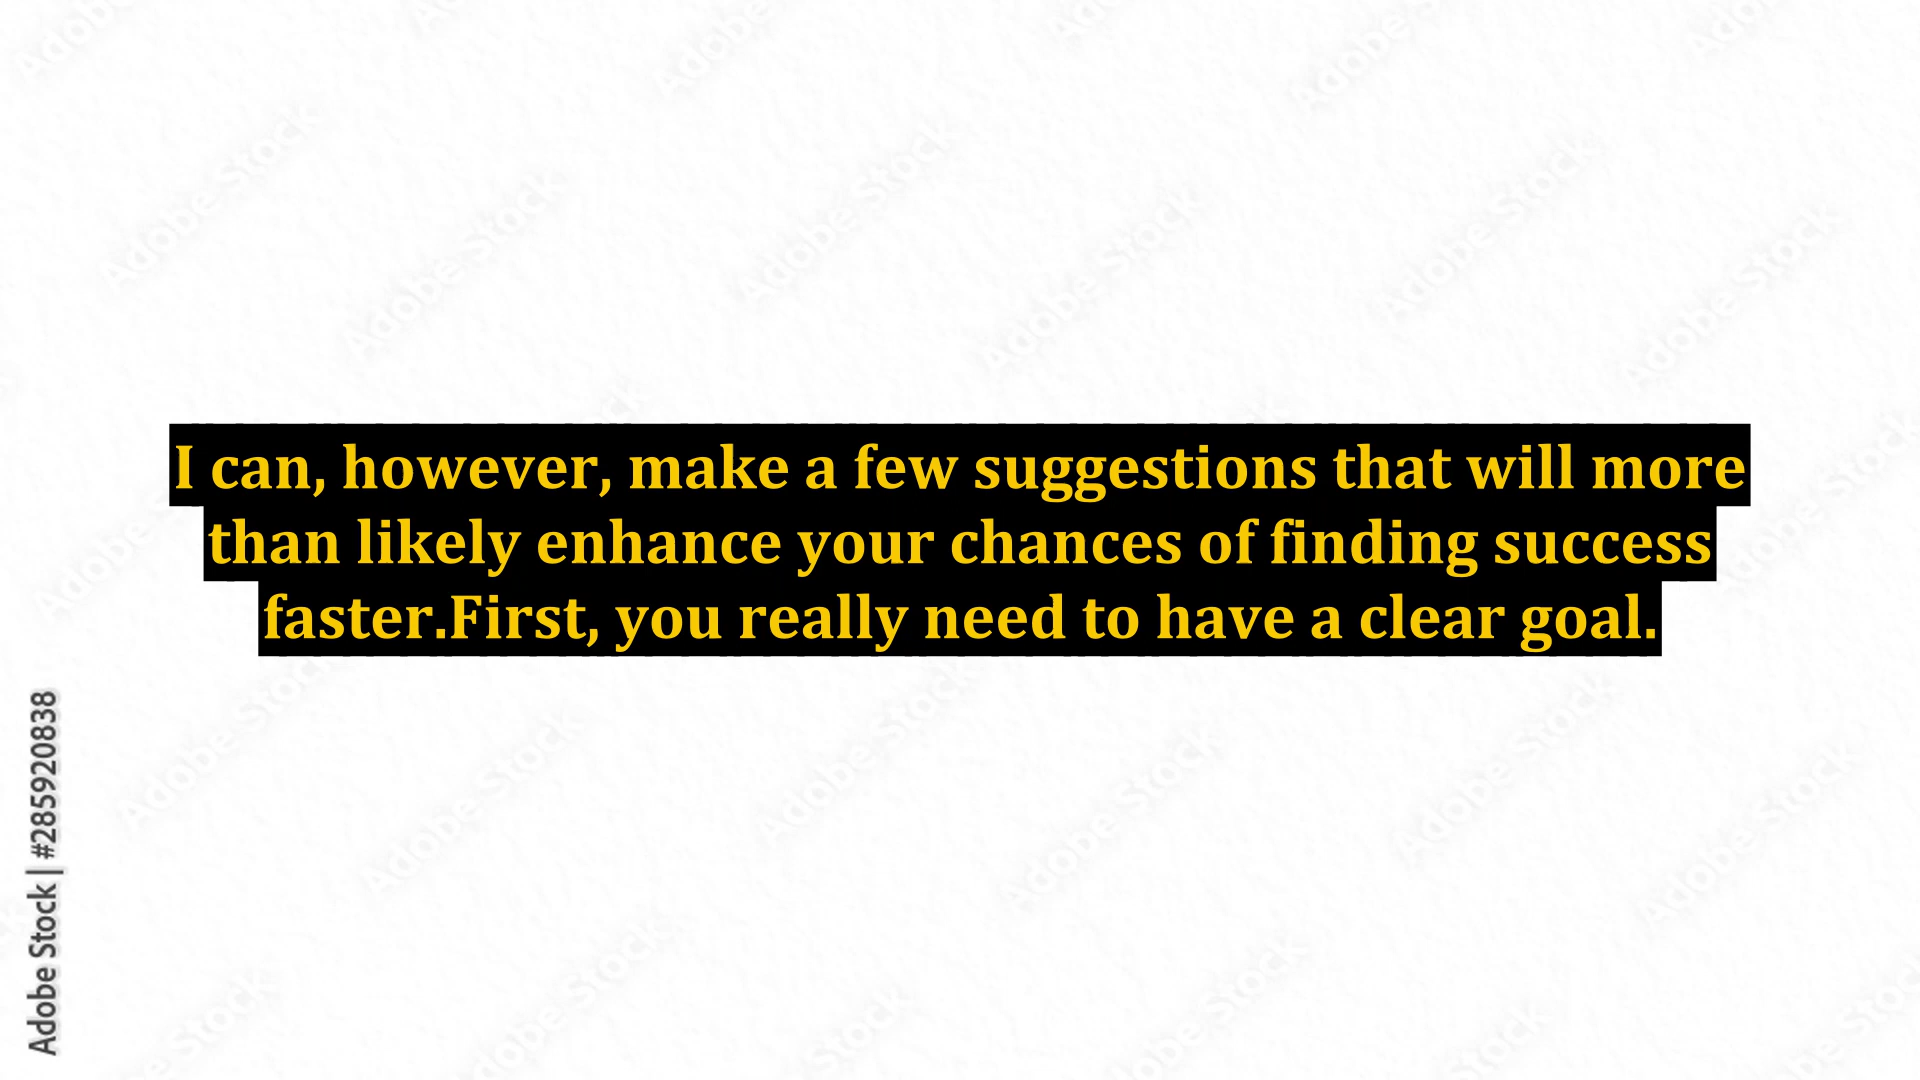 I can, however, make a few suggestions that will more
than likely enhance your chances of finding success
faster.First, you really need to have a clear goal.
Adobe Stock | #285920838